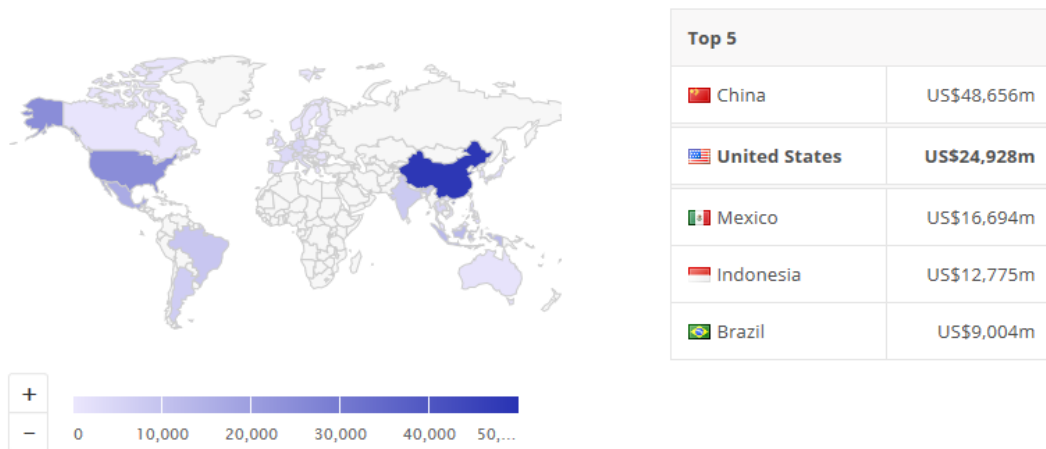 Top 5
China US$48,656m
United States US$24,928m
Mexico US$16,694m
Indonesia US$12,775m
Brazil US$9,004m
+
−
0 10,000 20,000 30,000 40,000 50,...